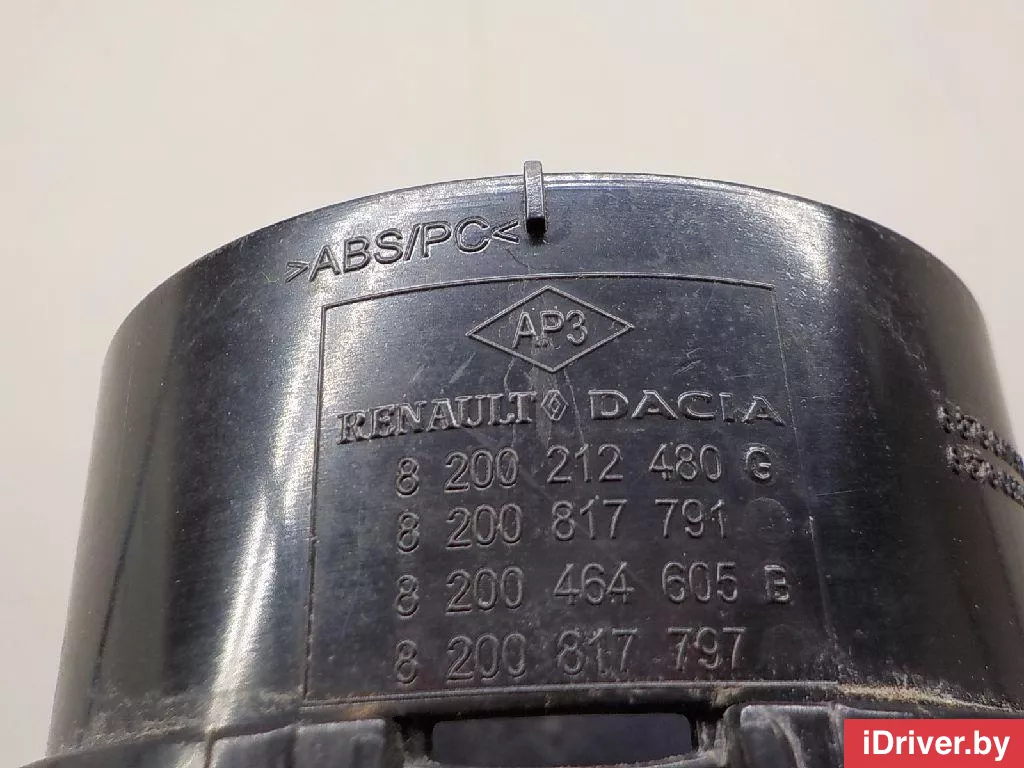 >ABS/PC<
AP3
RENAULT DACIA
8 200 212 480 G
8 200 817 791
8 200 464 605 B
8 200 817 797
iDriver.by